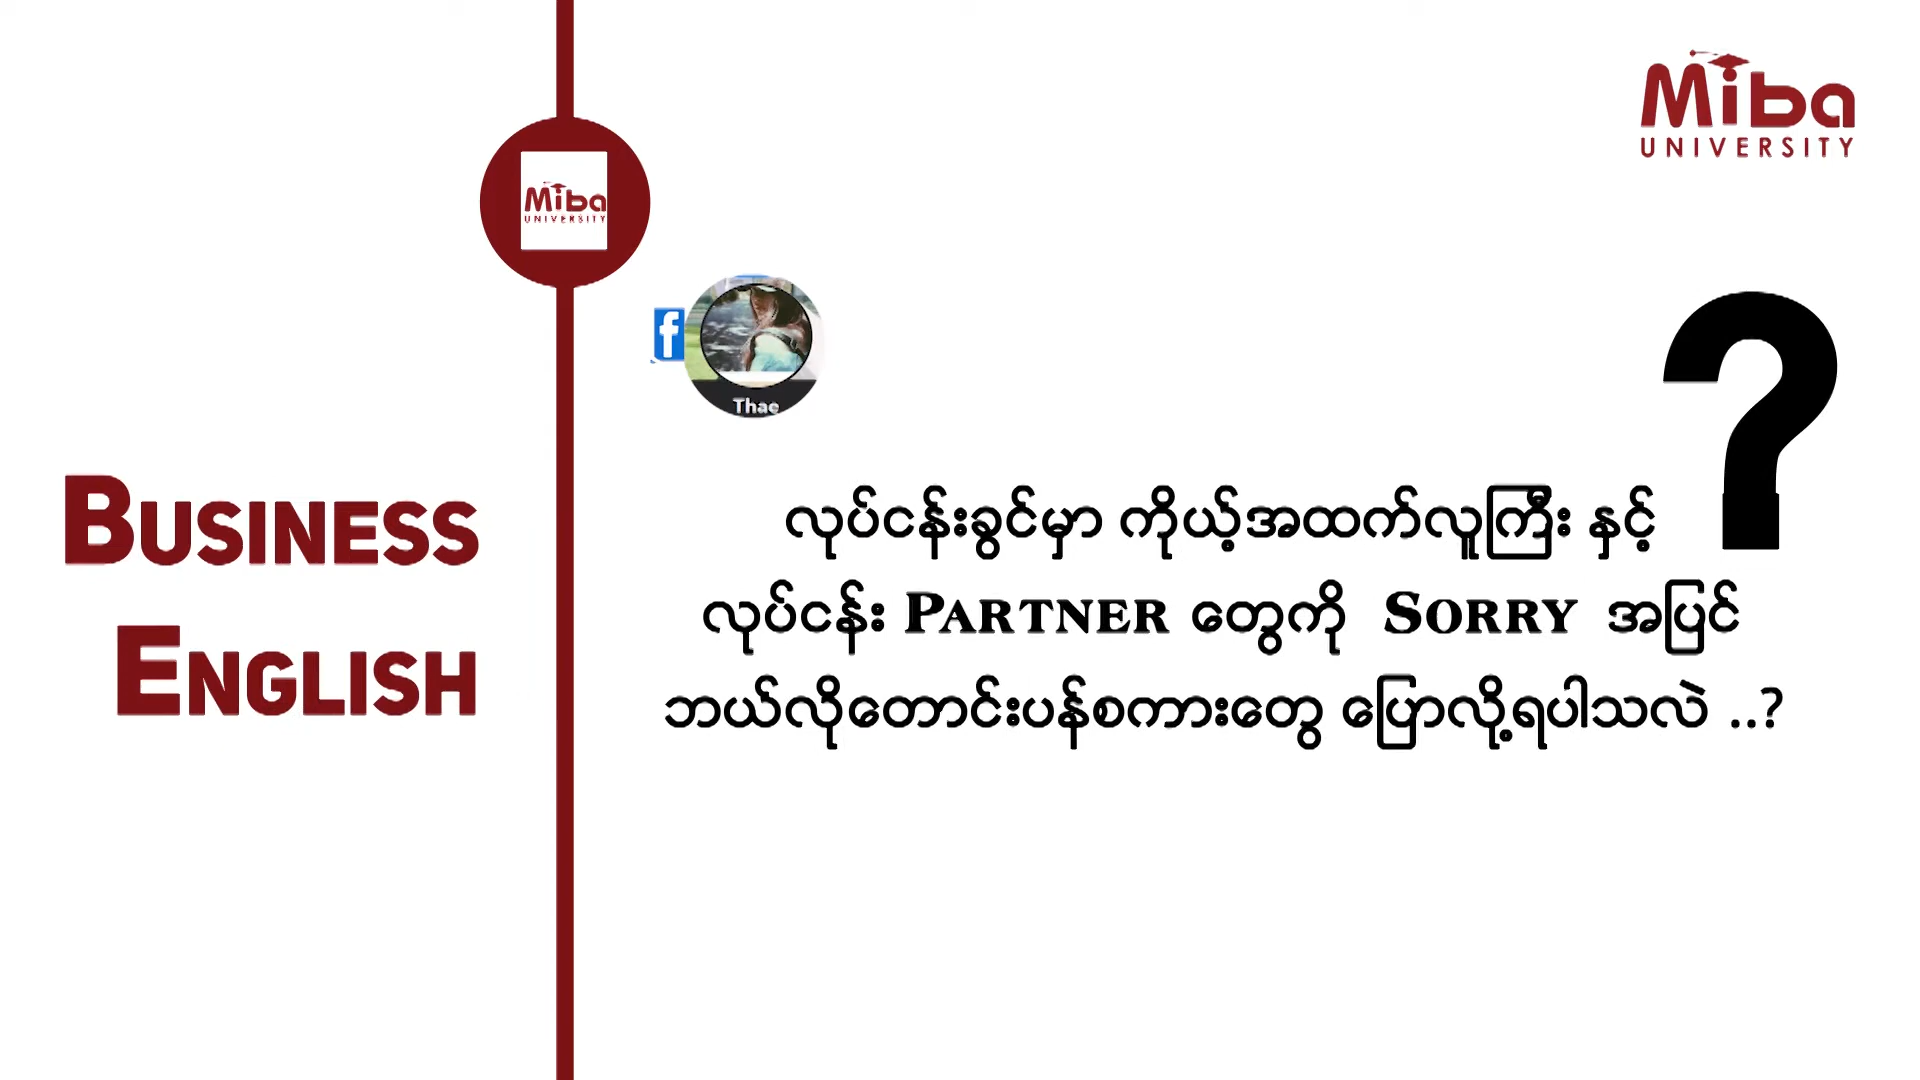 Miba
UNIVERSITY
Miba
UNIVERSITY
f
Thae
BUSINESS
ENGLISH
?
လုပ်ငန်းခွင်မှာ ကိုယ့်အထက်လူကြီး နှင့်
လုပ်ငန်း PARTNER တွေကို SORRY အပြင်
ဘယ်လိုတောင်းပန်စကားတွေ ပြောလို့ရပါသလဲ ..?